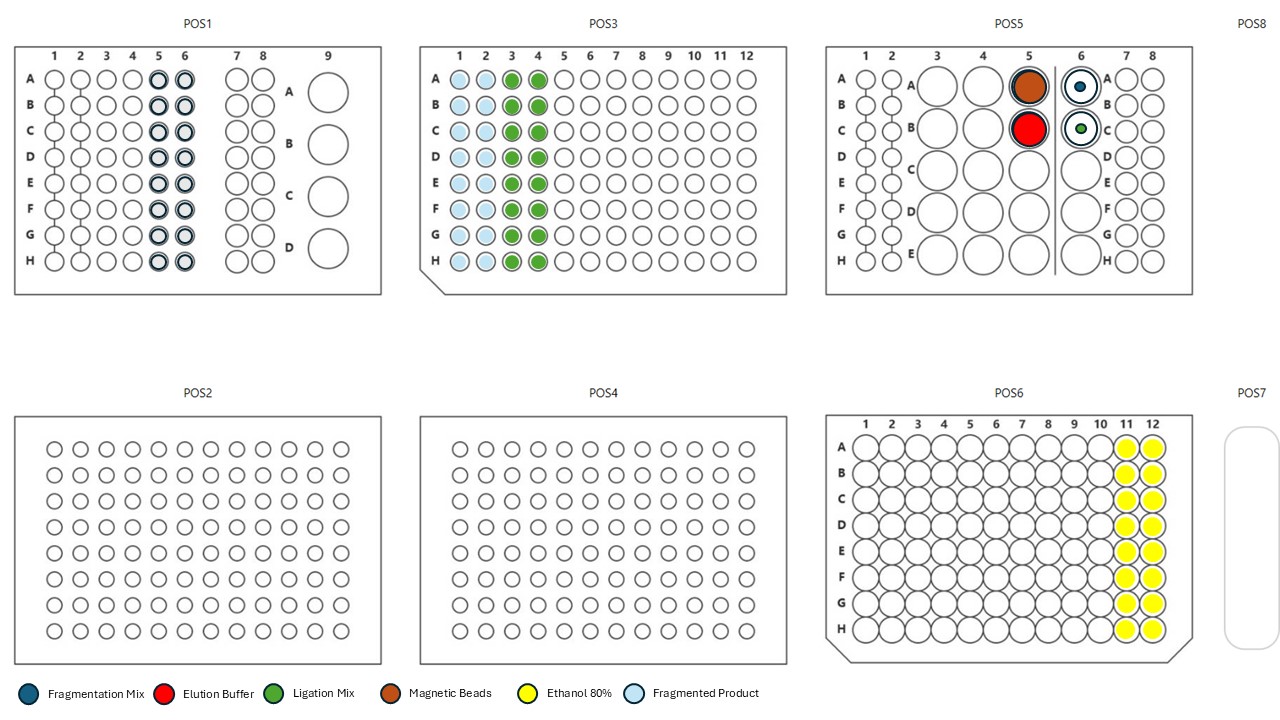 POS1 POS3 POS5 POS8
1 2 3 4 5 6 7 8 9
A
B
C
D
E
F
G
H
A
B
C
D
1 2 3 4 5 6 7 8 9 10 11 12
A
B
C
D
E
F
G
H
1 2 3 4 5 6 7 8
A
B
C
D
E
F
G
H
A
B
C
D
E
A
B
C
D
E
F
G
H
POS2 POS4 POS6 POS7
1 2 3 4 5 6 7 8 9 10 11 12
A
B
C
D
E
F
G
H
Fragmentation Mix Elution Buffer Ligation Mix Magnetic Beads Ethanol 80% Fragmented Product